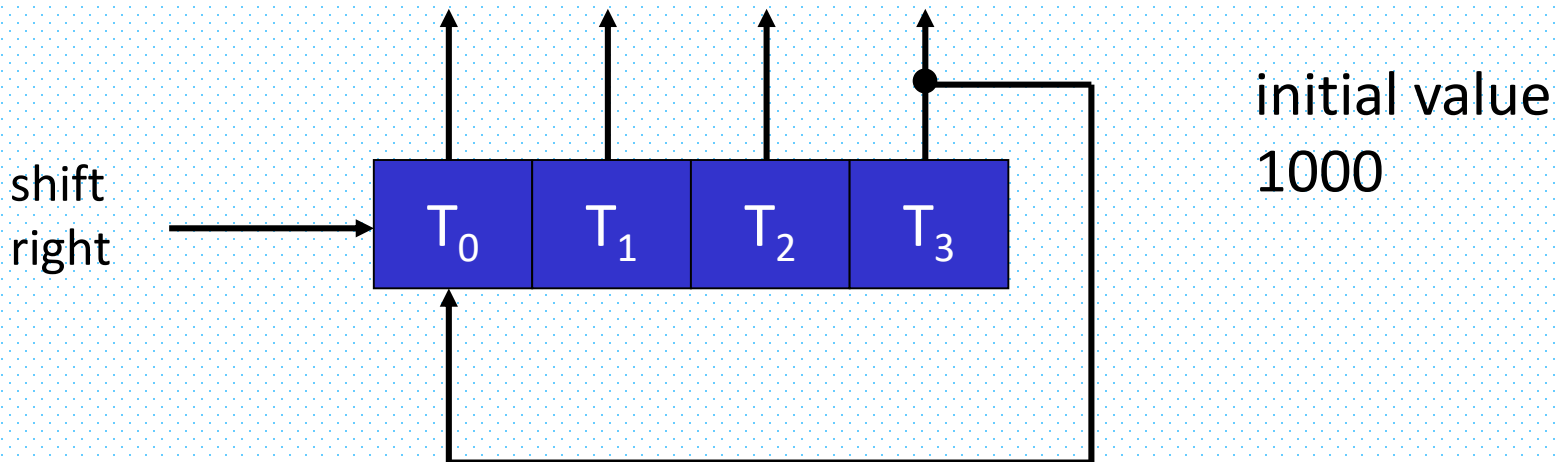 initial value
1000
shift
right
T₀ T₁ T₂ T₃